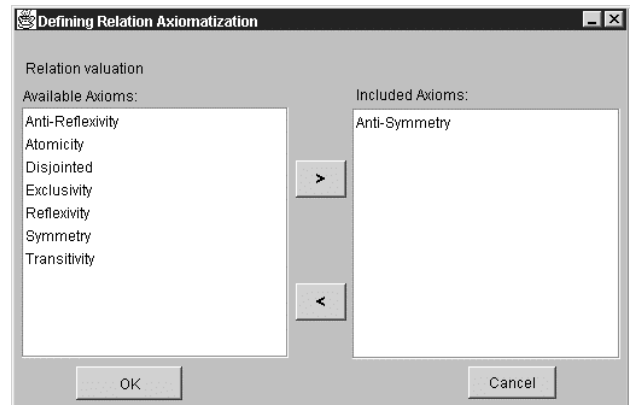 Defining Relation Axiomatization
Relation valuation
Available Axioms:
Included Axioms:
Anti-Reflexivity
Atomicity
Disjointed
Exclusivity
Reflexivity
Symmetry
Transitivity
Anti-Symmetry
>
<
OK
Cancel